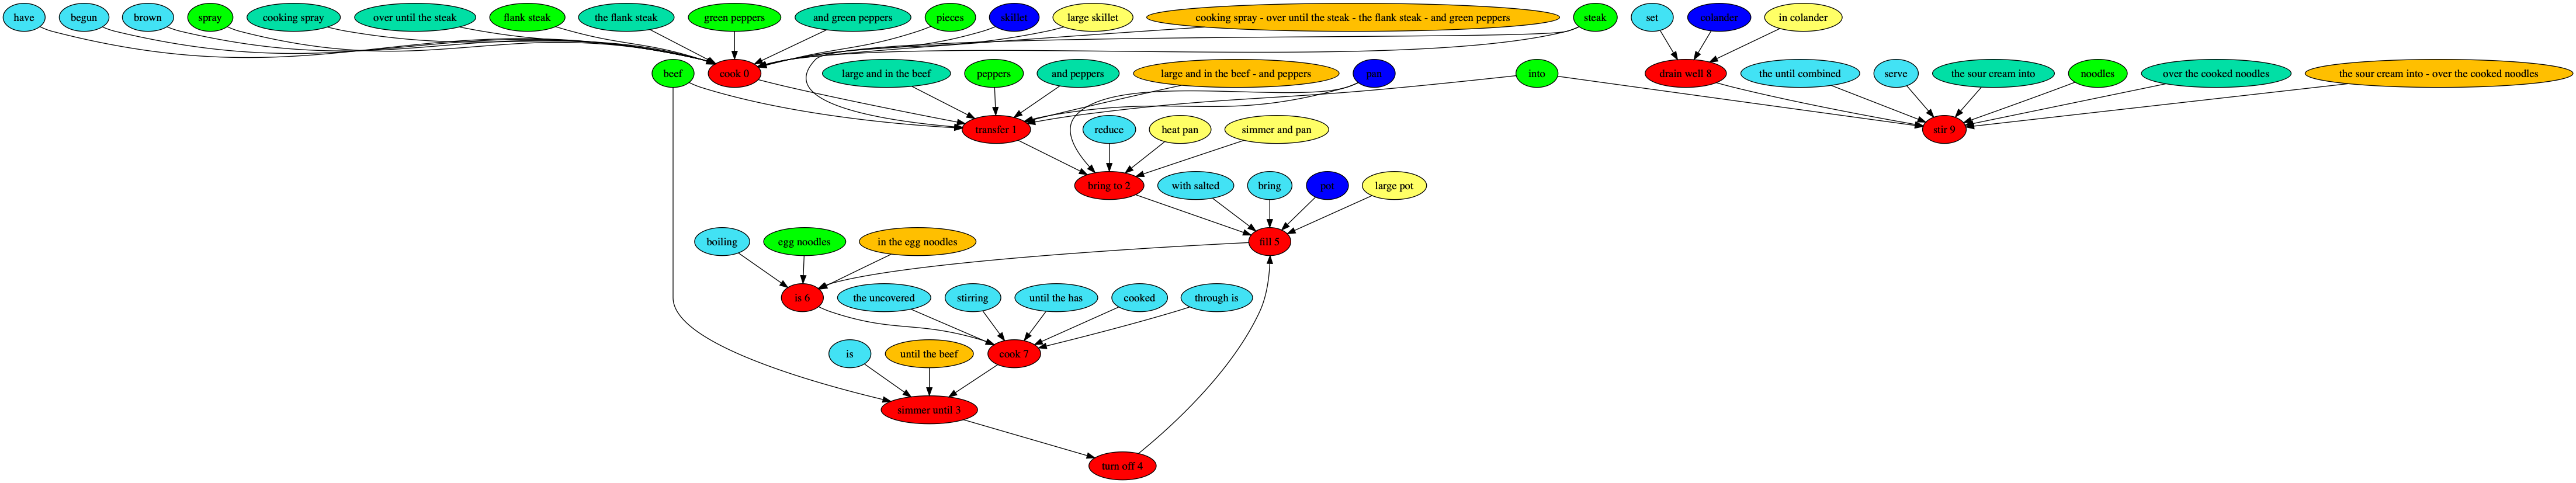 have
begun
brown
spray
cooking spray
over until the steak
flank steak
the flank steak
green peppers
and green peppers
pieces
skillet
large skillet
cooking spray - over until the steak - the flank steak - and green peppers
steak
set
colander
in colander
beef
cook 0
large and in the beef
peppers
and peppers
large and in the beef - and peppers
pan
into
drain well 8
the until combined
serve
the sour cream into
noodles
over the cooked noodles
the sour cream into - over the cooked noodles
transfer 1
reduce
heat pan
simmer and pan
stir 9
bring to 2
with salted
bring
pot
large pot
boiling
egg noodles
in the egg noodles
fill 5
is 6
the uncovered
stirring
until the has
cooked
through is
is
until the beef
cook 7
simmer until 3
turn off 4